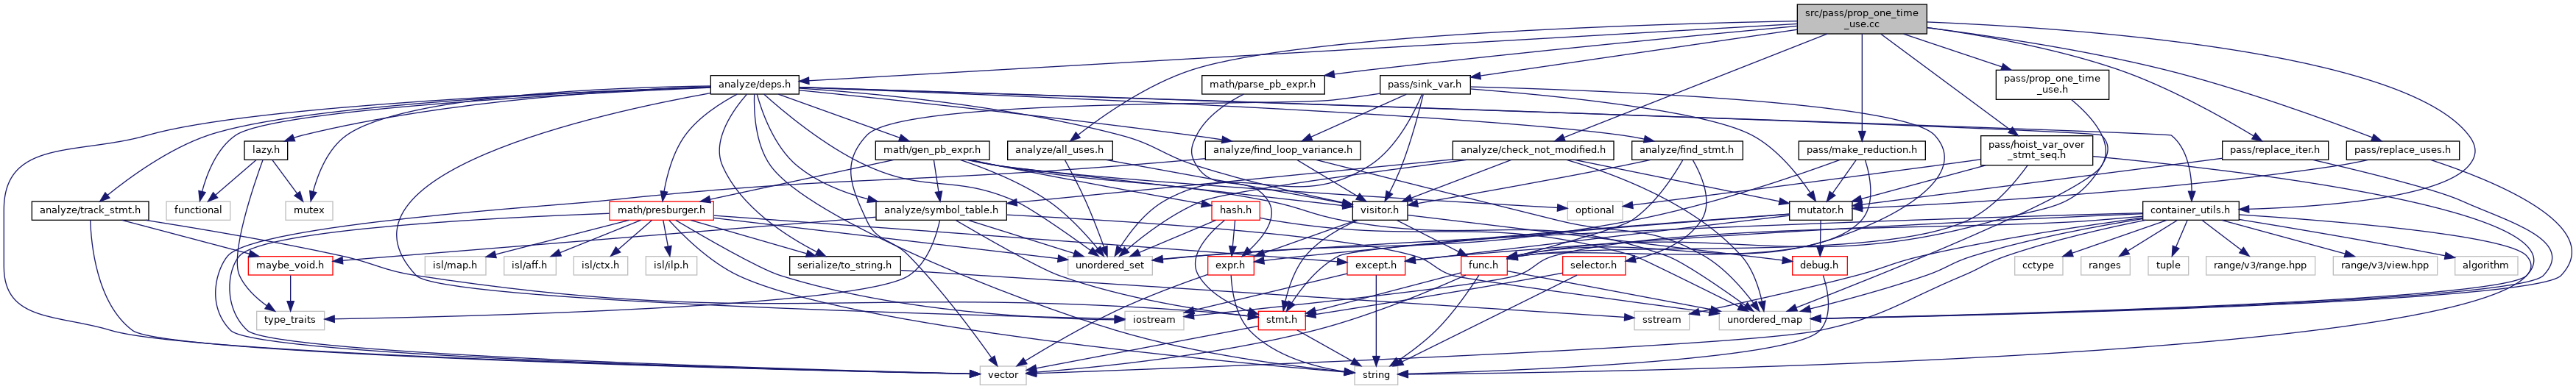 src/pass/prop_one_time
_use.cc
analyze/deps.h
math/parse_pb_expr.h
pass/sink_var.h
pass/prop_one_time
_use.h
lazy.h
math/gen_pb_expr.h
analyze/all_uses.h
analyze/find_loop_variance.h
analyze/check_not_modified.h
analyze/find_stmt.h
pass/make_reduction.h
pass/hoist_var_over
_stmt_seq.h
pass/replace_iter.h
pass/replace_uses.h
analyze/track_stmt.h
functional
mutex
math/presburger.h
analyze/symbol_table.h
hash.h
visitor.h
optional
mutator.h
container_utils.h
maybe_void.h
isl/map.h
isl/aff.h
isl/ctx.h
isl/ilp.h
serialize/to_string.h
unordered_set
expr.h
except.h
func.h
selector.h
debug.h
cctype
ranges
tuple
range/v3/range.hpp
range/v3/view.hpp
algorithm
type_traits
iostream
stmt.h
sstream
unordered_map
vector
string